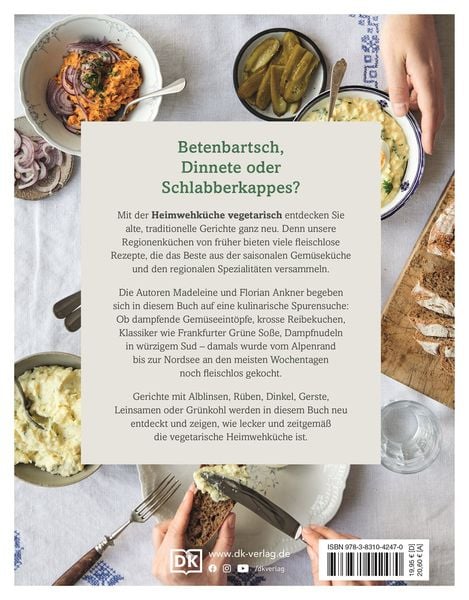 Betenbartsch,
Dinnete oder
Schlabberkappes?
Mit der Heimwehküche vegetarisch entdecken Sie
alte, traditionelle Gerichte ganz neu. Denn unsere
Regionenküchen von früher bieten viele fleischlose
Rezepte, die das Beste aus der saisonalen Gemüseküche
und den regionalen Spezialitäten versammeln.
Die Autoren Madeleine und Florian Ankner begeben
sich in diesem Buch auf eine kulinarische Spurensuche:
Ob dampfende Gemüseeintöpfe, krosse Reibekuchen,
Klassiker wie Frankfurter Grüne Soße, Dampfnudeln
in würzigem Sud – damals wurde vom Alpenrand
bis zur Nordsee an den meisten Wochentagen
noch fleischlos gekocht.
Gerichte mit Alblinsen, Rüben, Dinkel, Gerste,
Leinsamen oder Grünkohl werden in diesem Buch neu
entdeckt und zeigen, wie lecker und zeitgemäß
die vegetarische Heimwehküche ist.
DK
www.dk-verlag.de
/dkverlag
ISBN 978-3-8310-4247-0
19,95 € [D]
20,60 € [A]